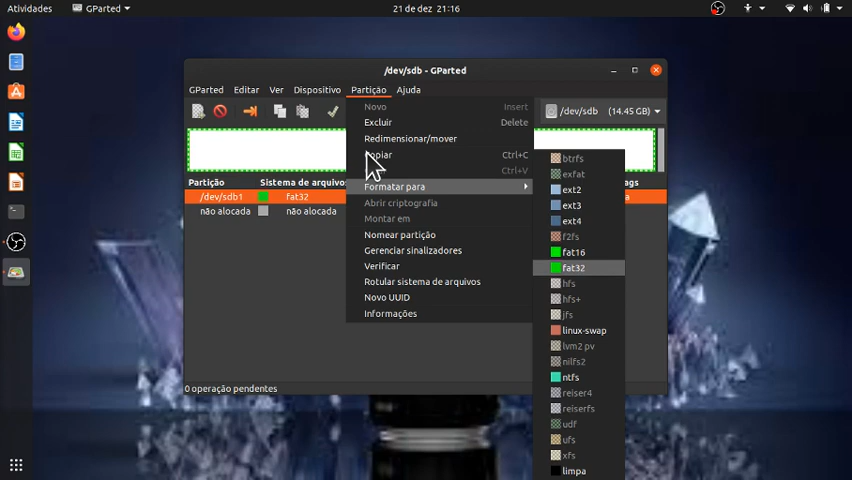 Atividades GParted 21 de dez 21:16
/dev/sdb - GParted
GParted Editar Ver Dispositivo Partição Ajuda
/dev/sdb (14.45 GB)
Partição Sistema de arquivos
/dev/sdb1 fat32
não alocada não alocada
Novo Insert
Excluir Delete
Redimensionar/mover
Copiar Ctrl+C
Ctrl+V
Formatar para
Abrir criptografia
Montar em
Nomear partição
Gerenciar sinalizadores
Verificar
Rotular sistema de arquivos
Novo UUID
Informações
btrfs
exfat
ext2
ext3
ext4
f2fs
fat16
fat32
hfs
hfs+
jfs
linux-swap
lvm2 pv
nilfs2
ntfs
reiser4
reiserfs
udf
ufs
xfs
limpa
0 operação pendentes